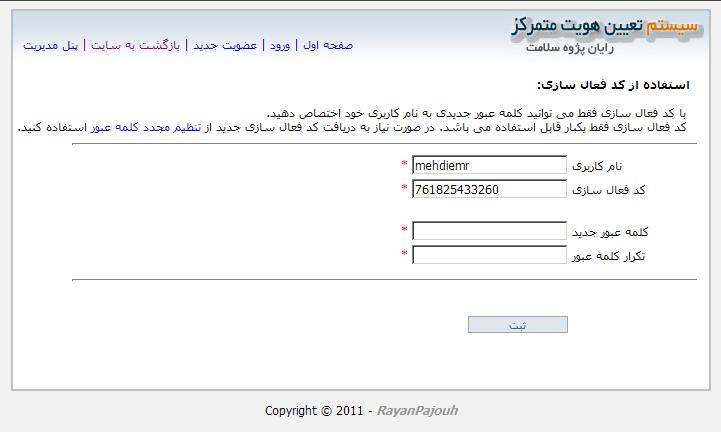 سیستم تعیین هویت متمرکز
رایان پژوه سلامت
صفحه اول | ورود | عضویت جدید | بازگشت به سایت | پنل مدیریت
استفاده از کد فعال سازی:
با کد فعال سازی فقط می توانید کلمه عبور جدیدی به نام کاربری خود اختصاص دهید.
کد فعال سازی فقط یکبار قابل استفاده می باشد. در صورت نیاز به دریافت کد فعال سازی جدید از تنظیم مجدد کلمه عبور استفاده کنید.
نام کاربری mehdiemr *
کد فعال سازی 761825433260 *
کلمه عبور جدید *
تکرار کلمه عبور *
ثبت
Copyright © 2011 - RayanPajouh